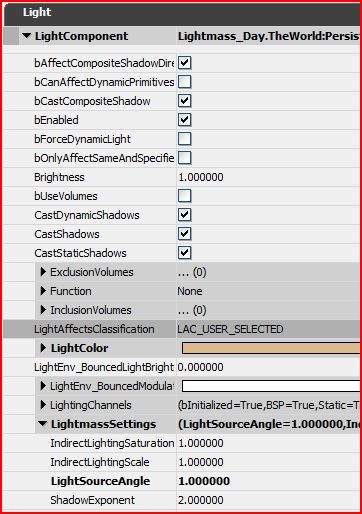 Light
LightComponent Lightmass_Day.TheWorld:Persist
bAffectCompositeShadowDire
bCanAffectDynamicPrimitives
bCastCompositeShadow
bEnabled
bForceDynamicLight
bOnlyAffectSameAndSpecifie
Brightness 1.000000
bUseVolumes
CastDynamicShadows
CastShadows
CastStaticShadows
ExclusionVolumes ... (0)
Function None
InclusionVolumes ... (0)
LightAffectsClassification LAC_USER_SELECTED
LightColor
LightEnv_BouncedLightBright 0.000000
LightEnv_BouncedModulat
LightingChannels (bInitialized=True,BSP=True,Static=T
LightmassSettings (LightSourceAngle=1.000000,In
IndirectLightingSaturation 1.000000
IndirectLightingScale 1.000000
LightSourceAngle 1.000000
ShadowExponent 2.000000